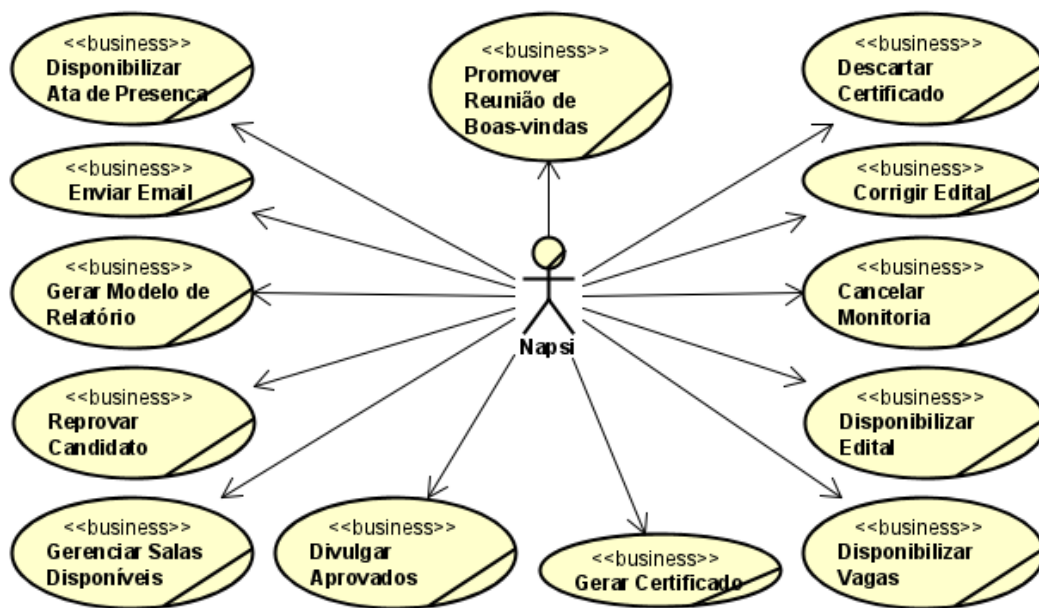 <<business>>
Disponibilizar
Ata de Presença
<<business>>
Promover
Reunião de
Boas-vindas
<<business>>
Descartar
Certificado
<<business>>
Enviar Email
<<business>>
Corrigir Edital
<<business>>
Gerar Modelo de
Relatório
<<business>>
Cancelar
Monitoria
Napsi
<<business>>
Reprovar
Candidato
<<business>>
Disponibilizar
Edital
<<business>>
Gerenciar Salas
Disponíveis
<<business>>
Divulgar
Aprovados
<<business>>
Gerar Certificado
<<business>>
Disponibilizar
Vagas